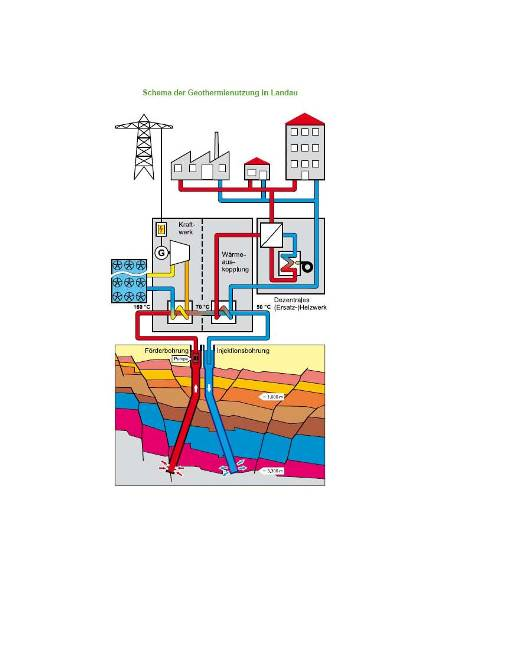 Schema der Geothermienutzung in Landau
Kraft-
werk
G
Wärme-
aus-
kopplung
Dezentrales
(Ersatz-)Heizwerk
160 °C
70 °C
50 °C
Förderbohrung
Injektionsbohrung
Pumpe